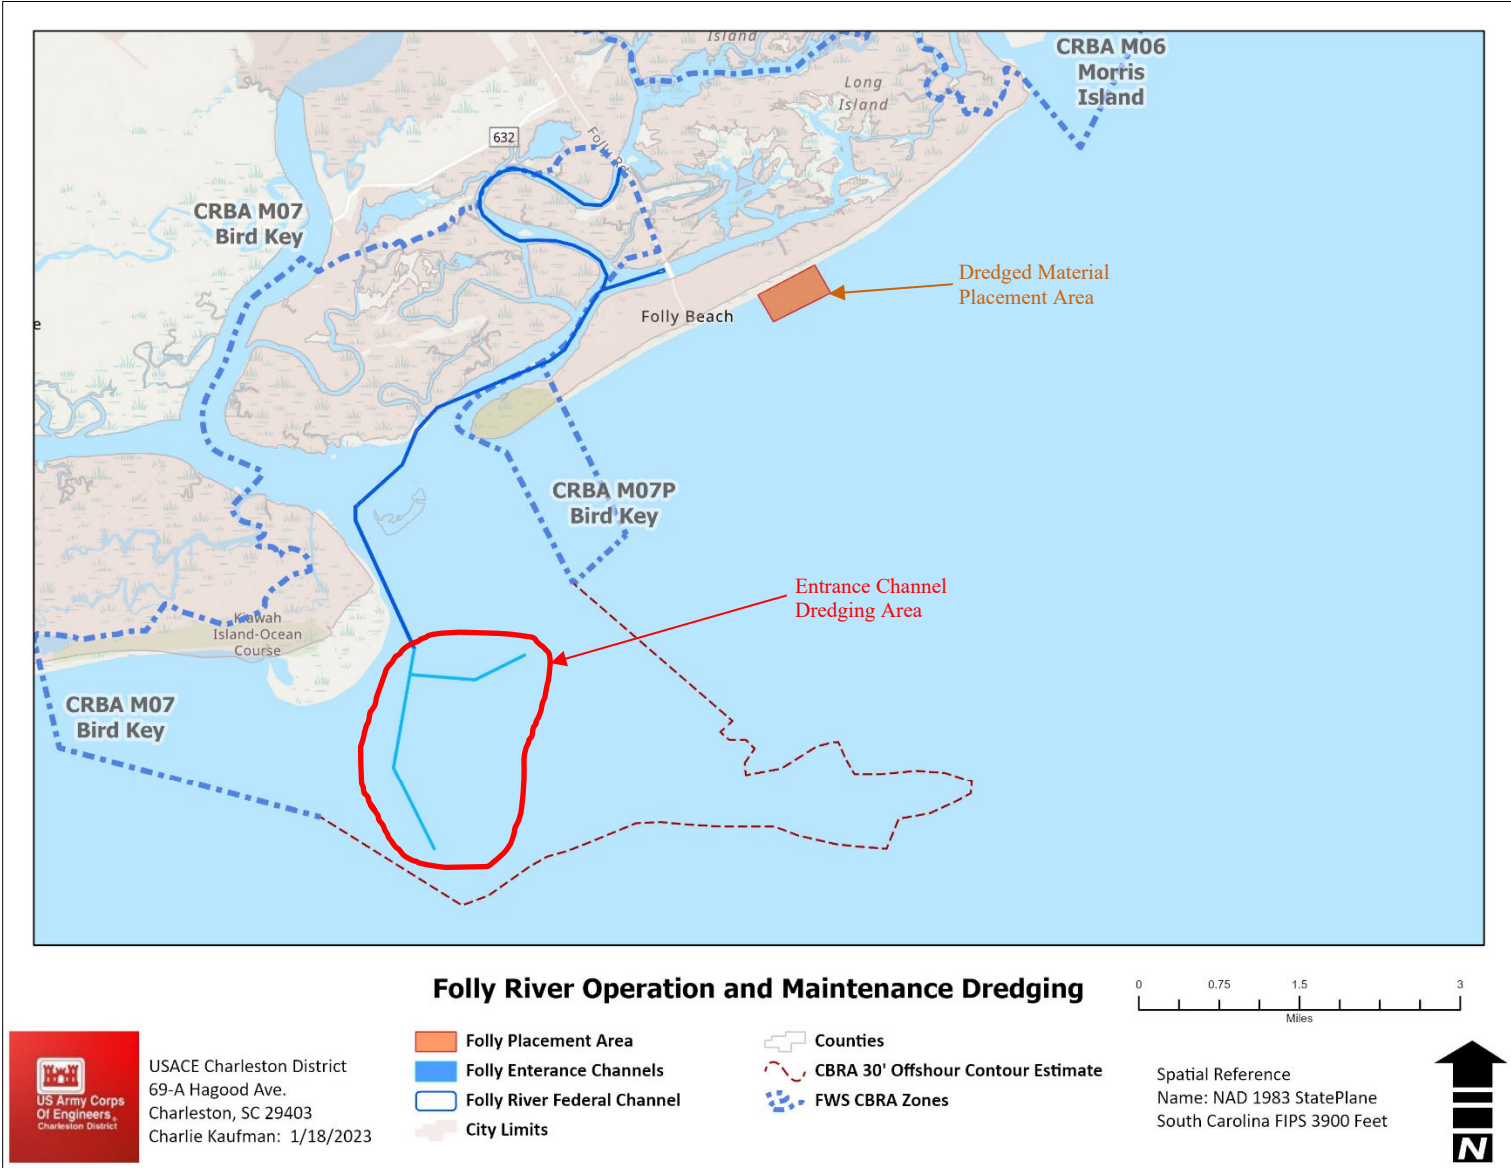 Island
CRBA M06
Morris
Island
Long
Island
632
Folly Rd
CRBA M07
Bird Key
Dredged Material
Placement Area
e
Folly Beach
CRBA M07P
Bird Key
Entrance Channel
Dredging Area
Kiawah
Island-Ocean
Course
CRBA M07
Bird Key
Folly River Operation and Maintenance Dredging
0 0.75 1.5 3
Miles
US Army Corps
Of Engineers®
Charleston District
USACE Charleston District
69-A Hagood Ave.
Charleston, SC 29403
Charlie Kaufman: 1/18/2023
Folly Placement Area
Folly Enterance Channels
Folly River Federal Channel
City Limits
Counties
CBRA 30' Offshour Contour Estimate
FWS CBRA Zones
Spatial Reference
Name: NAD 1983 StatePlane
South Carolina FIPS 3900 Feet
N